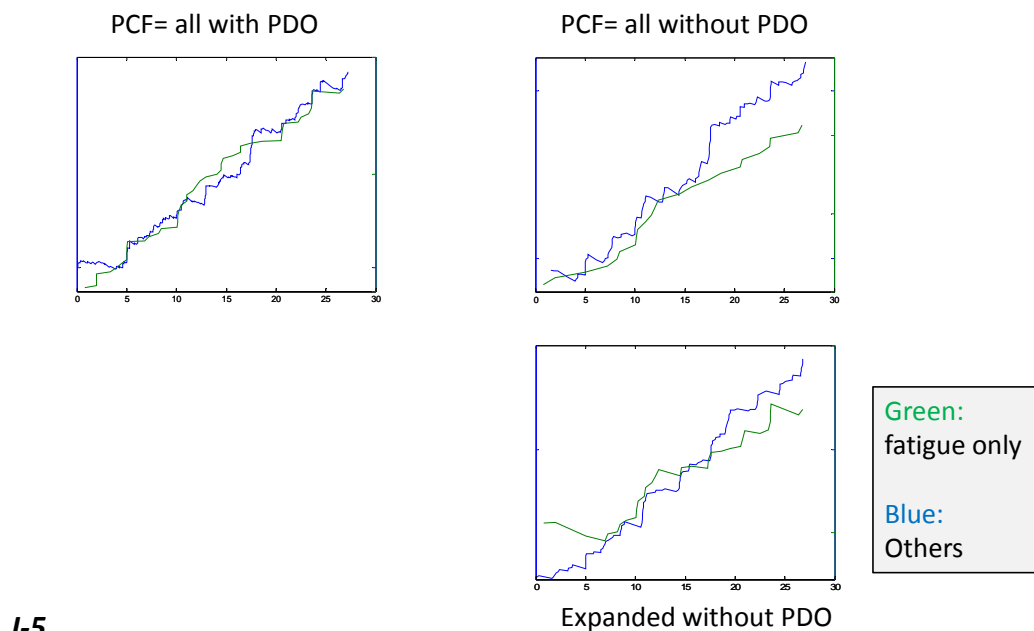 PCF= all with PDO
PCF= all without PDO
0 5 10 15 20 25 30
0 5 10 15 20 25 30
0 5 10 15 20 25 30
Green:
fatigue only
Blue:
Others
Expanded without PDO
I-5